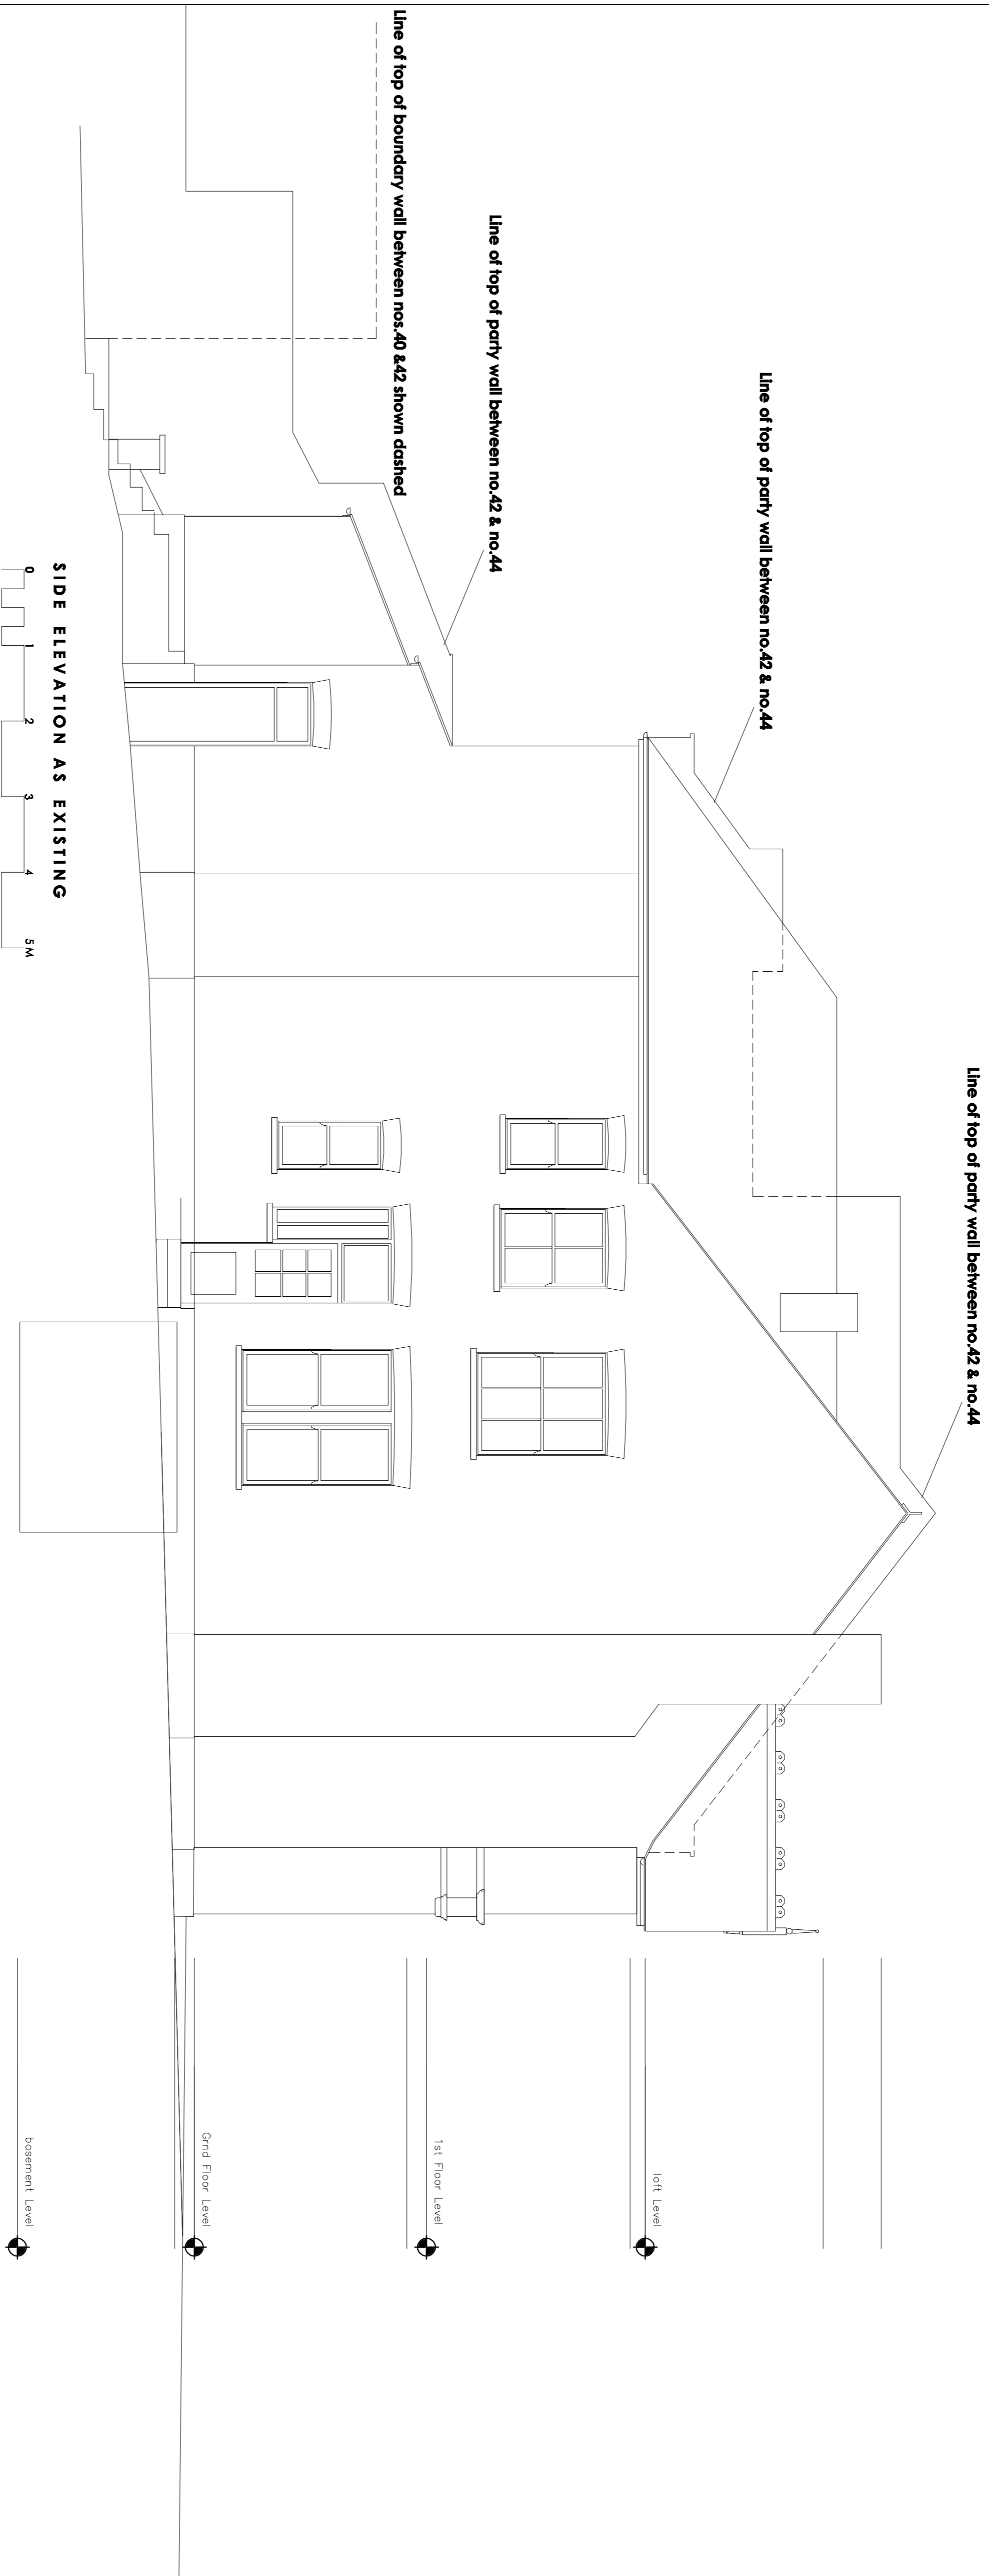 Line of top of party wall between no.42 & no.44
Line of top of party wall between no.42 & no.44
Line of top of party wall between no.42 & no.44
Line of top of boundary wall between nos.40 &42 shown dashed
loft Level
1st Floor Level
Grnd Floor Level
basement Level
SIDE ELEVATION AS EXISTING
0 1 2 3 4 5M